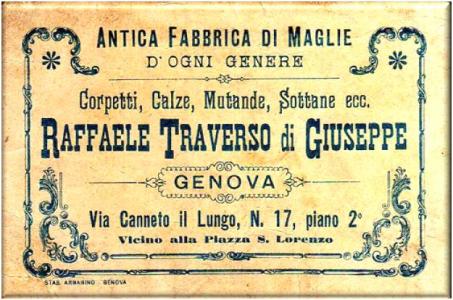 ANTICA FABBRICA DI MAGLIE
D'OGNI GENERE
Corpetti, Calze, Mutande, Sottane ecc.
RAFFAELE TRAVERSO di GIUSEPPE
GENOVA
Via Canneto il Lungo, N. 17, piano 2º
Vicino alla Piazza S. Lorenzo
STAB. ARMANINO - GENOVA